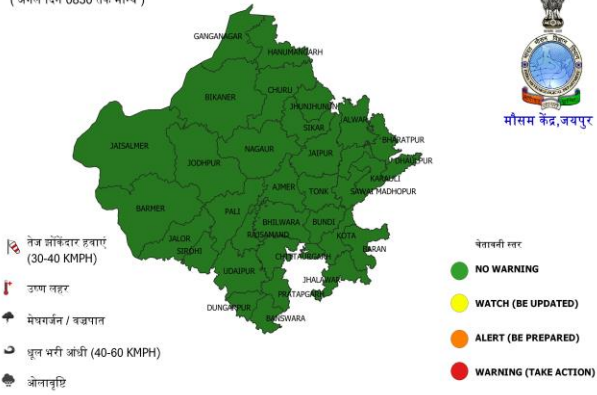 ( अगले दिन 0830 तक मान्य )
GANGANAGAR
HANUMANGARH
CHURU
BIKANER
JHUNJHUNUN
SIKAR
ALWAR
BHARATPUR
JAISALMER
NAGAUR
JAIPUR
DHAULPUR
JODHPUR
KARAULI
AJMER
TONK
SAWAI MADHOPUR
BARMER
PALI
BHILWARA
BUNDI
RAJSAMAND
KOTA
JALOR
SIROHI
BARAN
CHITTAURGARH
UDAIPUR
JHALAWAR
PRATAPGARH
DUNGARPUR
BANSWARA
मौसम केंद्र,जयपुर
तेज झोंकेदार हवाएं
(30-40 KMPH)
उष्ण लहर
मेघगर्जन / वज्रपात
धूल भरी आंधी (40-60 KMPH)
ओलावृष्टि
चेतावनी स्तर
NO WARNING
WATCH (BE UPDATED)
ALERT (BE PREPARED)
WARNING (TAKE ACTION)